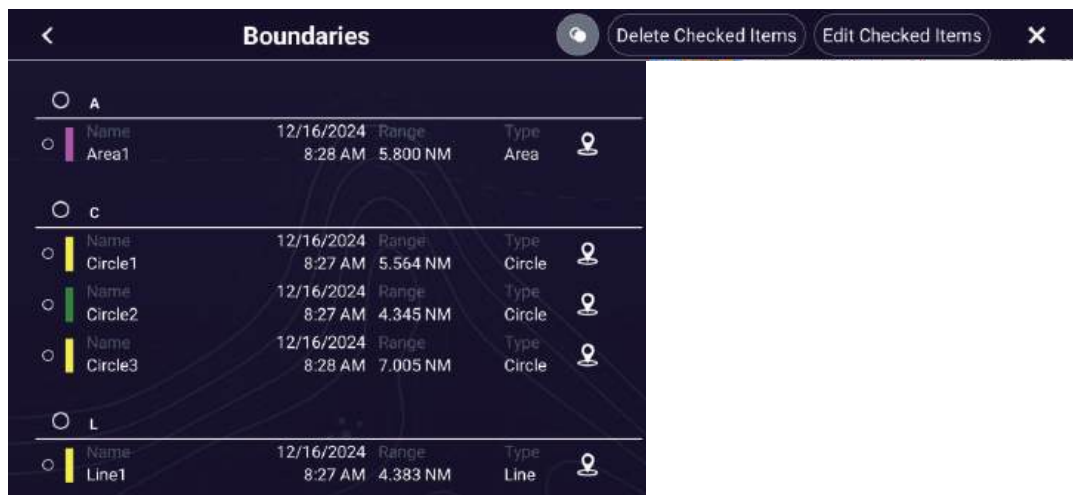 Boundaries Delete Checked Items Edit Checked Items
A
Name 12/16/2024 Range Type
Area1 8:28 AM 5.800 NM Area
C
Name 12/16/2024 Range Type
Circle1 8:27 AM 5.564 NM Circle
Name 12/16/2024 Range Type
Circle2 8:27 AM 4.345 NM Circle
Name 12/16/2024 Range Type
Circle3 8:28 AM 7.005 NM Circle
L
Name 12/16/2024 Range Type
Line1 8:27 AM 4.383 NM Line